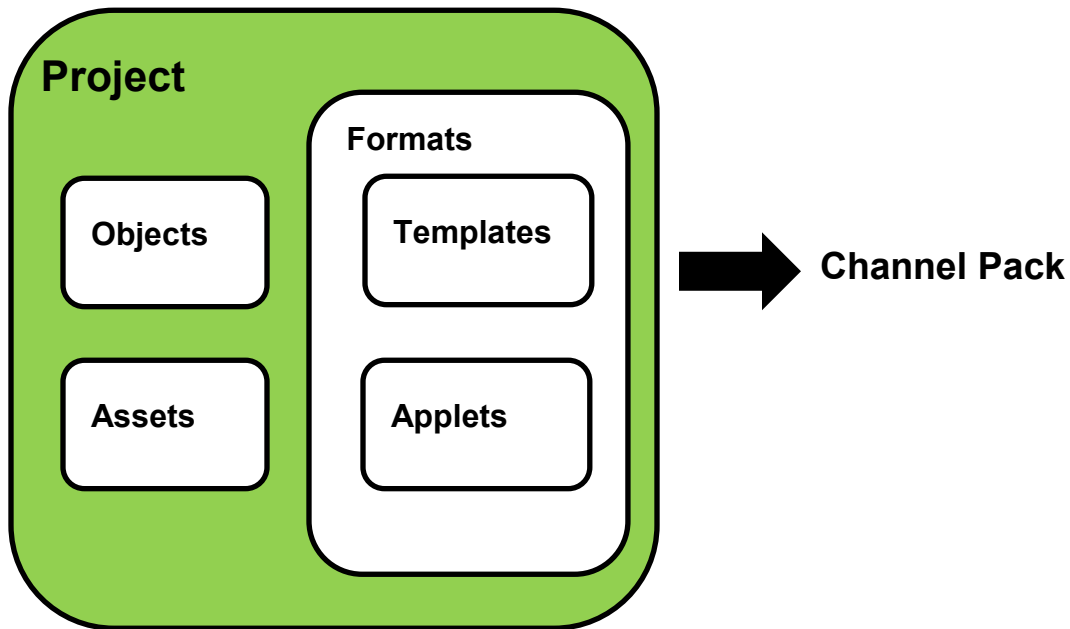 Project
Formats
Objects
Templates
Channel Pack
Assets
Applets